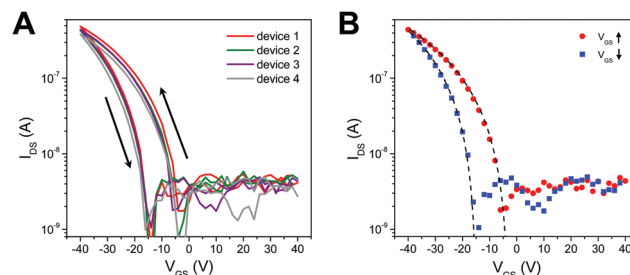 A
device 1
device 2
device 3
device 4
10⁻⁷
10⁻⁸
10⁻⁹
I_DS (A)
-40 -30 -20 -10 0 10 20 30 40
V_GS (V)
B
V_GS ↑
V_GS ↓
10⁻⁷
10⁻⁸
10⁻⁹
I_DS (A)
-40 -30 -20 -10 0 10 20 30 40
V_GS (V)